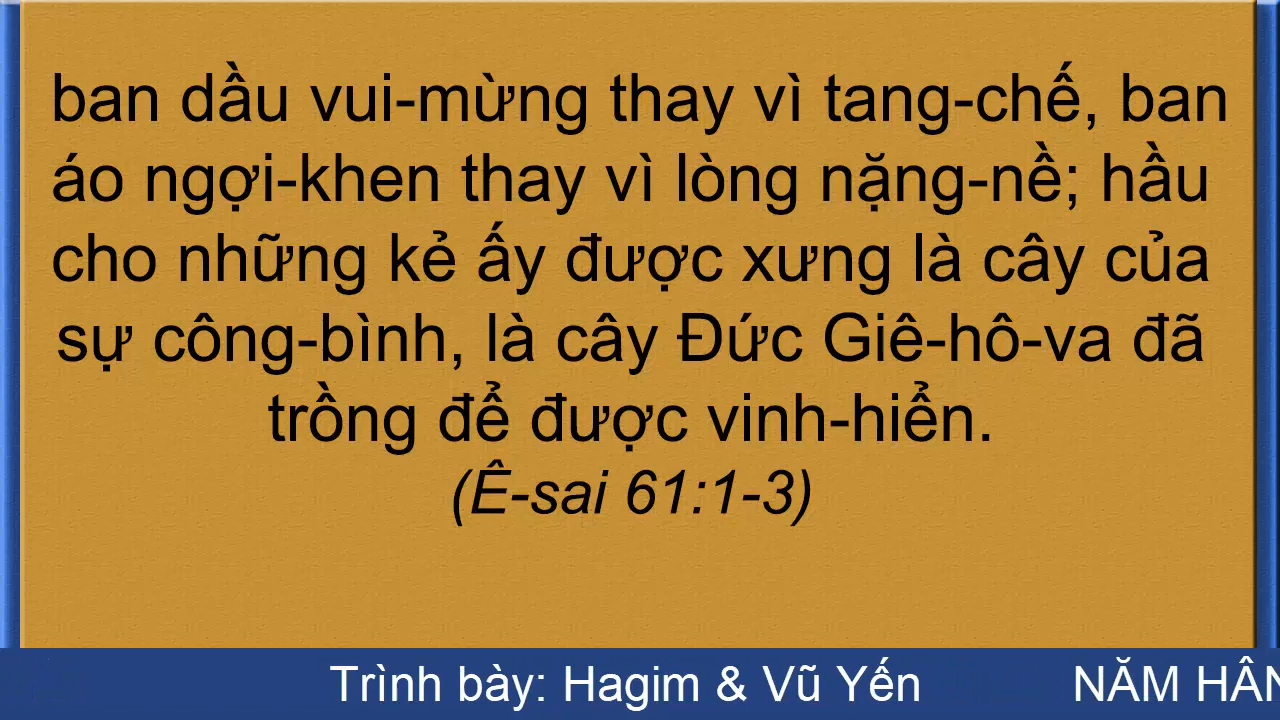 ban dầu vui-mừng thay vì tang-chế, ban
áo ngợi-khen thay vì lòng nặng-nề; hầu
cho những kẻ ấy được xưng là cây của
sự công-bình, là cây Đức Giê-hô-va đã
trồng để được vinh-hiển.
(Ê-sai 61:1-3)
Trình bày: Hagim & Vũ Yến NĂM